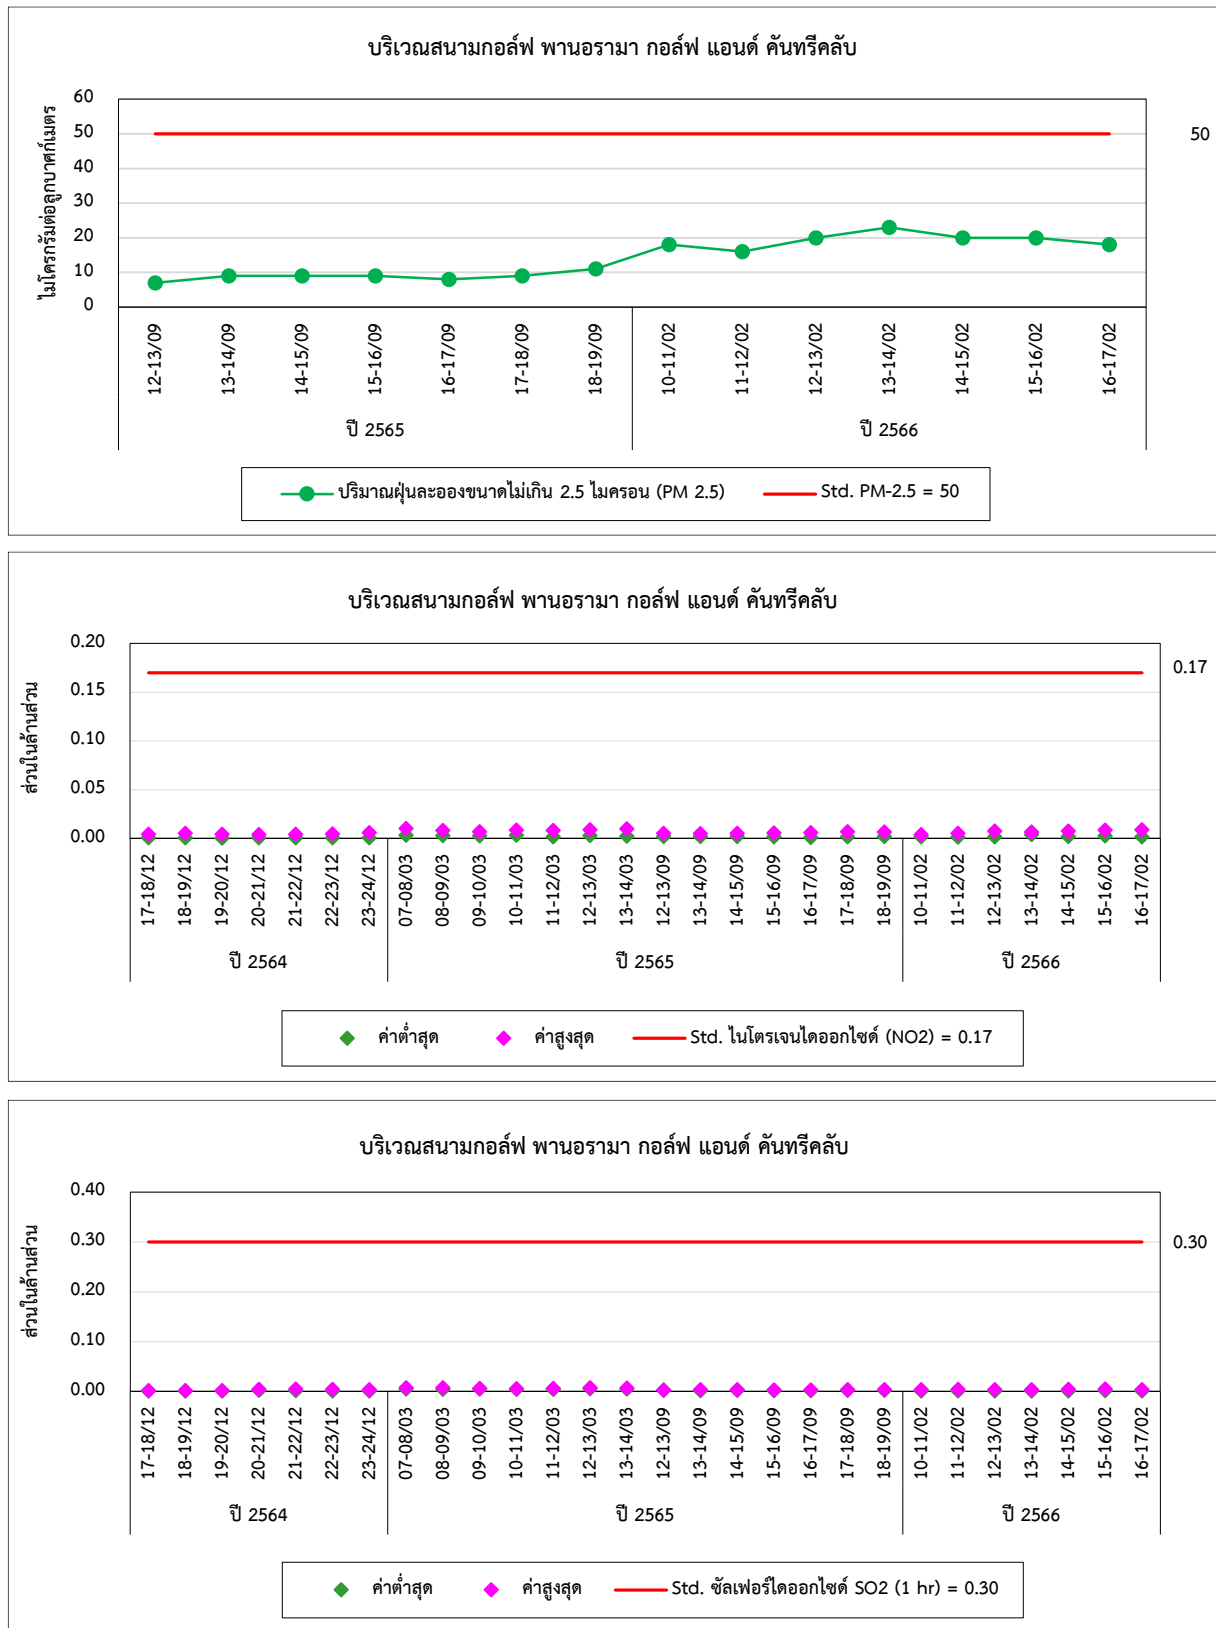 บริเวณสนามกอล์ฟ พานอรามา กอล์ฟ แอนด์ คันทรีคลับ
ไมโครกรัมต่อลูกบาศก์เมตร
60
50
40
30
20
10
0
50
12-13/09 13-14/09 14-15/09 15-16/09 16-17/09 17-18/09 18-19/09 10-11/02 11-12/02 12-13/02 13-14/02 14-15/02 15-16/02 16-17/02
ปี 2565 ปี 2566
ปริมาณฝุ่นละอองขนาดไม่เกิน 2.5 ไมครอน (PM 2.5) Std. PM-2.5 = 50
บริเวณสนามกอล์ฟ พานอรามา กอล์ฟ แอนด์ คันทรีคลับ
ส่วนในล้านส่วน
0.20
0.15
0.10
0.05
0.00
0.17
17-18/12 18-19/12 19-20/12 20-21/12 21-22/12 22-23/12 23-24/12 07-08/03 08-09/03 09-10/03 10-11/03 11-12/03 12-13/03 13-14/03 12-13/09 13-14/09 14-15/09 15-16/09 16-17/09 17-18/09 18-19/09 10-11/02 11-12/02 12-13/02 13-14/02 14-15/02 15-16/02 16-17/02
ปี 2564 ปี 2565 ปี 2566
ค่าต่ำสุด ค่าสูงสุด Std. ไนโตรเจนไดออกไซด์ (NO2) = 0.17
บริเวณสนามกอล์ฟ พานอรามา กอล์ฟ แอนด์ คันทรีคลับ
ส่วนในล้านส่วน
0.40
0.30
0.20
0.10
0.00
0.30
17-18/12 18-19/12 19-20/12 20-21/12 21-22/12 22-23/12 23-24/12 07-08/03 08-09/03 09-10/03 10-11/03 11-12/03 12-13/03 13-14/03 12-13/09 13-14/09 14-15/09 15-16/09 16-17/09 17-18/09 18-19/09 10-11/02 11-12/02 12-13/02 13-14/02 14-15/02 15-16/02 16-17/02
ปี 2564 ปี 2565 ปี 2566
ค่าต่ำสุด ค่าสูงสุด Std. ซัลเฟอร์ไดออกไซด์ SO2 (1 hr) = 0.30